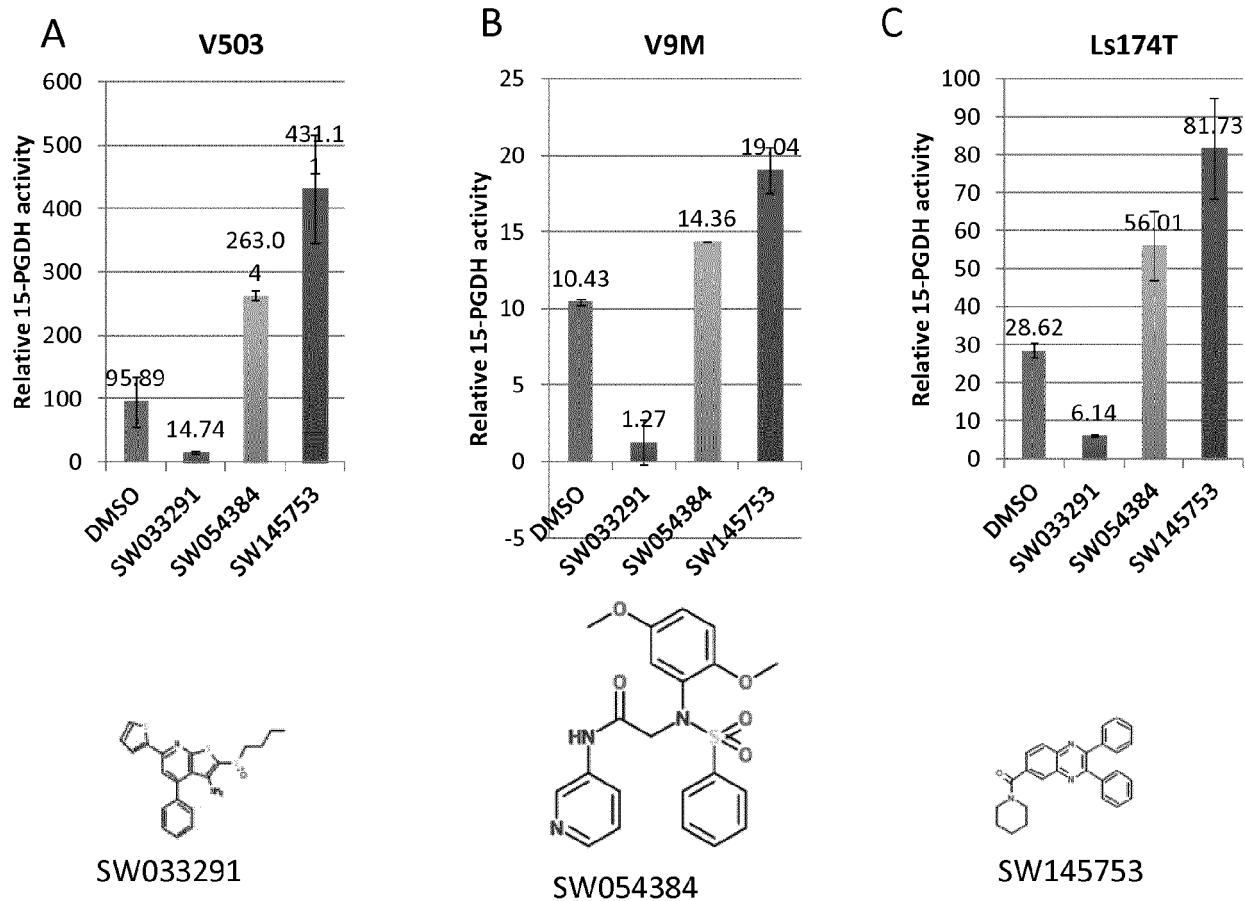 A
V503
Relative 15-PGDH activity
600
500
400
300
200
100
0
95.89
14.74
263.0
4
431.1
1
DMSO
SW033291
SW054384
SW145753
B
V9M
Relative 15-PGDH activity
25
20
15
10
5
0
-5
10.43
1.27
14.36
19.04
DMSO
SW033291
SW054384
SW145753
C
Ls174T
Relative 15-PGDH activity
100
90
80
70
60
50
40
30
20
10
0
28.62
6.14
56.01
81.73
DMSO
SW033291
SW054384
SW145753
S
N
S
S
O
NH₂
SW033291
O
O
O
N
HN
S
O
O
N
SW054384
N
N
O
N
SW145753